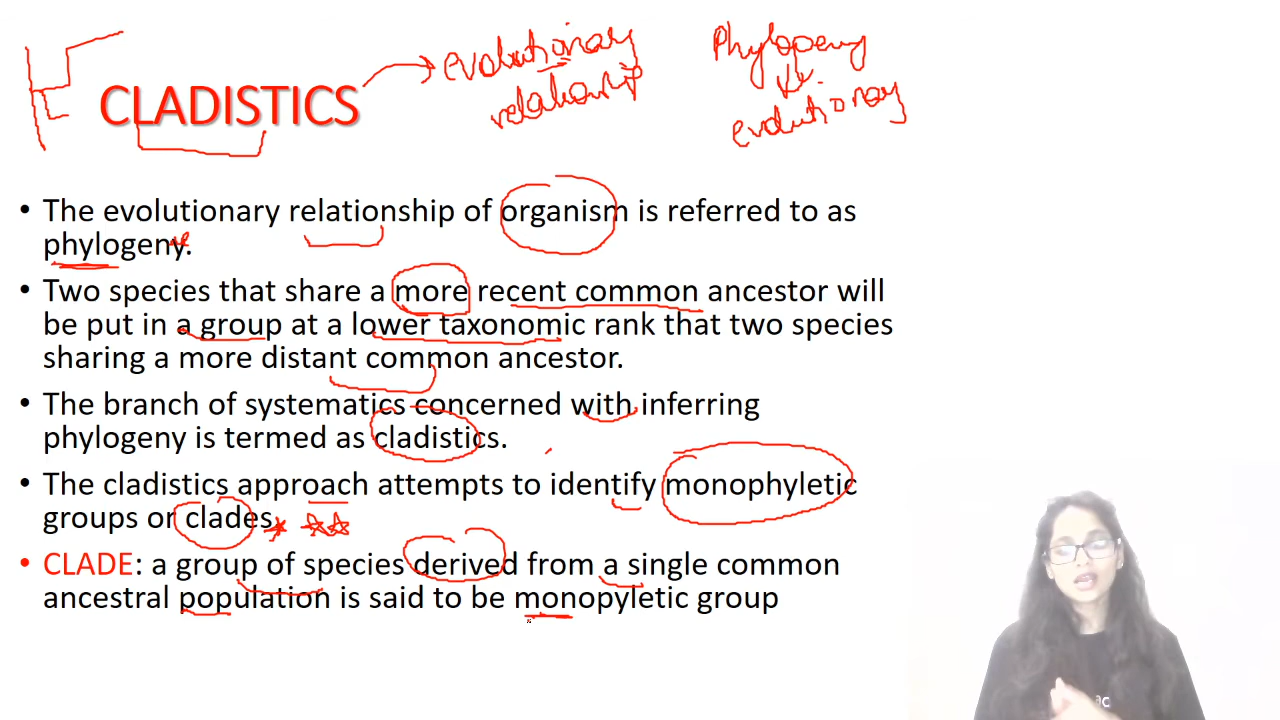 evolutionary
relationship
Phylogeny
evolutionary
CLADISTICS
• The evolutionary relationship of organism is referred to as
phylogeny.
• Two species that share a more recent common ancestor will
be put in a group at a lower taxonomic rank that two species
sharing a more distant common ancestor.
• The branch of systematics concerned with inferring
phylogeny is termed as cladistics.
• The cladistics approach attempts to identify monophyletic
groups or clades
• CLADE: a group of species derived from a single common
ancestral population is said to be monopyletic group